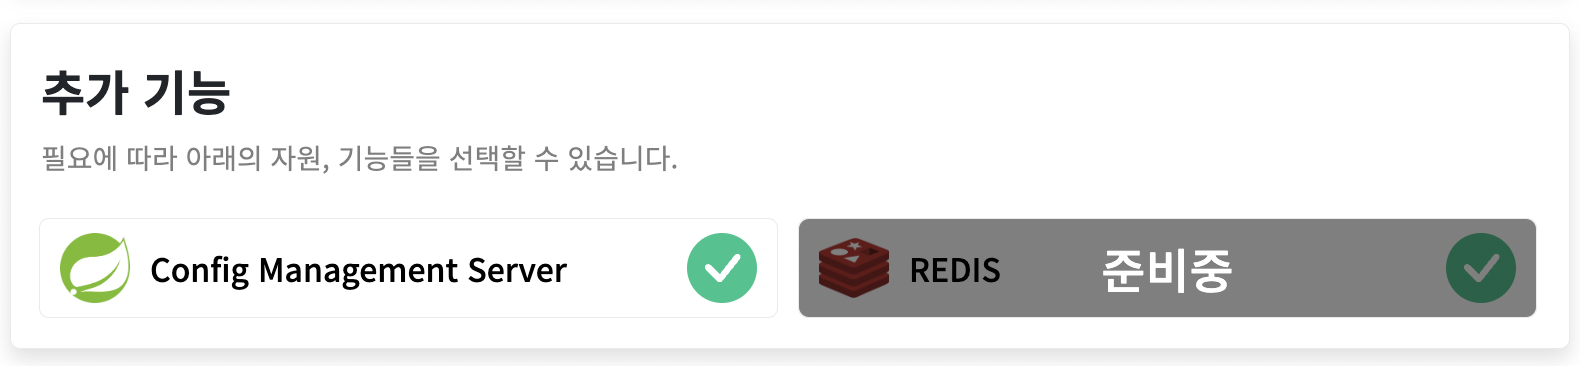 추가 기능
필요에 따라 아래의 자원, 기능들을 선택할 수 있습니다.
Config Management Server
REDIS 준비중